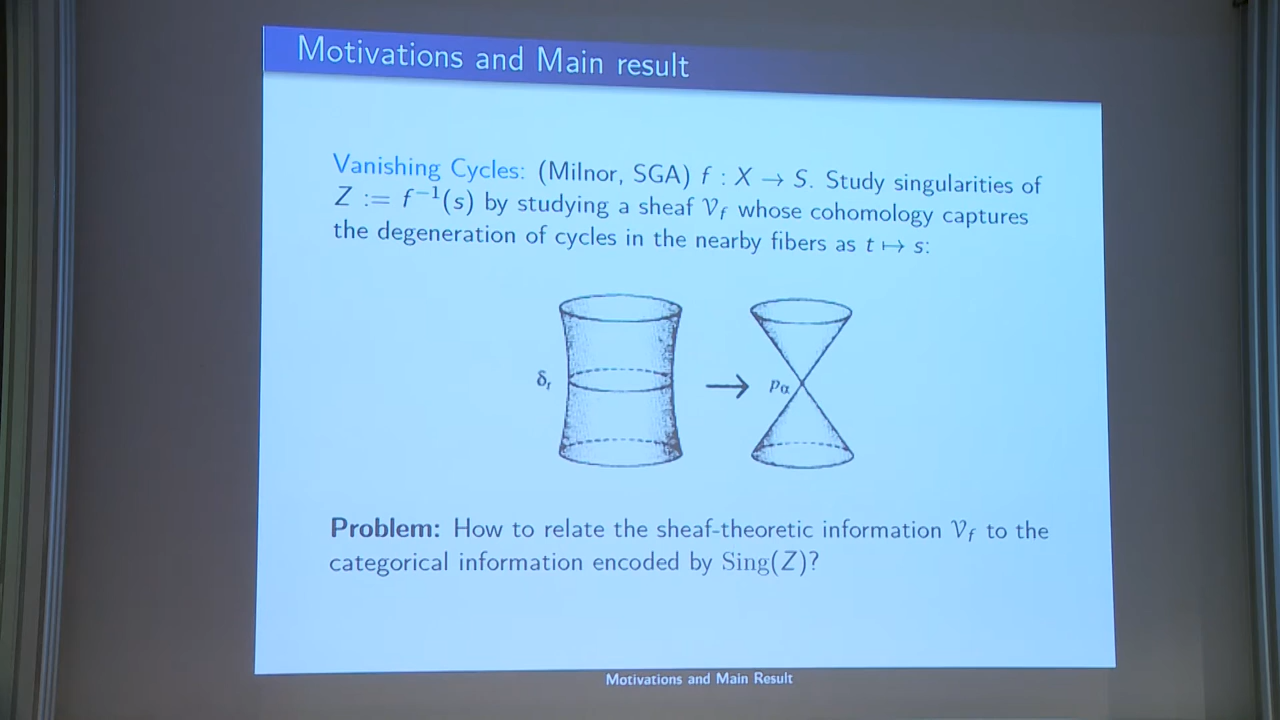 Motivations and Main result
Vanishing Cycles: (Milnor, SGA) f : X → S. Study singularities of
Z := f⁻¹(s) by studying a sheaf 𝒱_f whose cohomology captures
the degeneration of cycles in the nearby fibers as t ↦ s:
δ_t
p_α
Problem: How to relate the sheaf-theoretic information 𝒱_f to the
categorical information encoded by Sing(Z)?
Motivations and Main Result